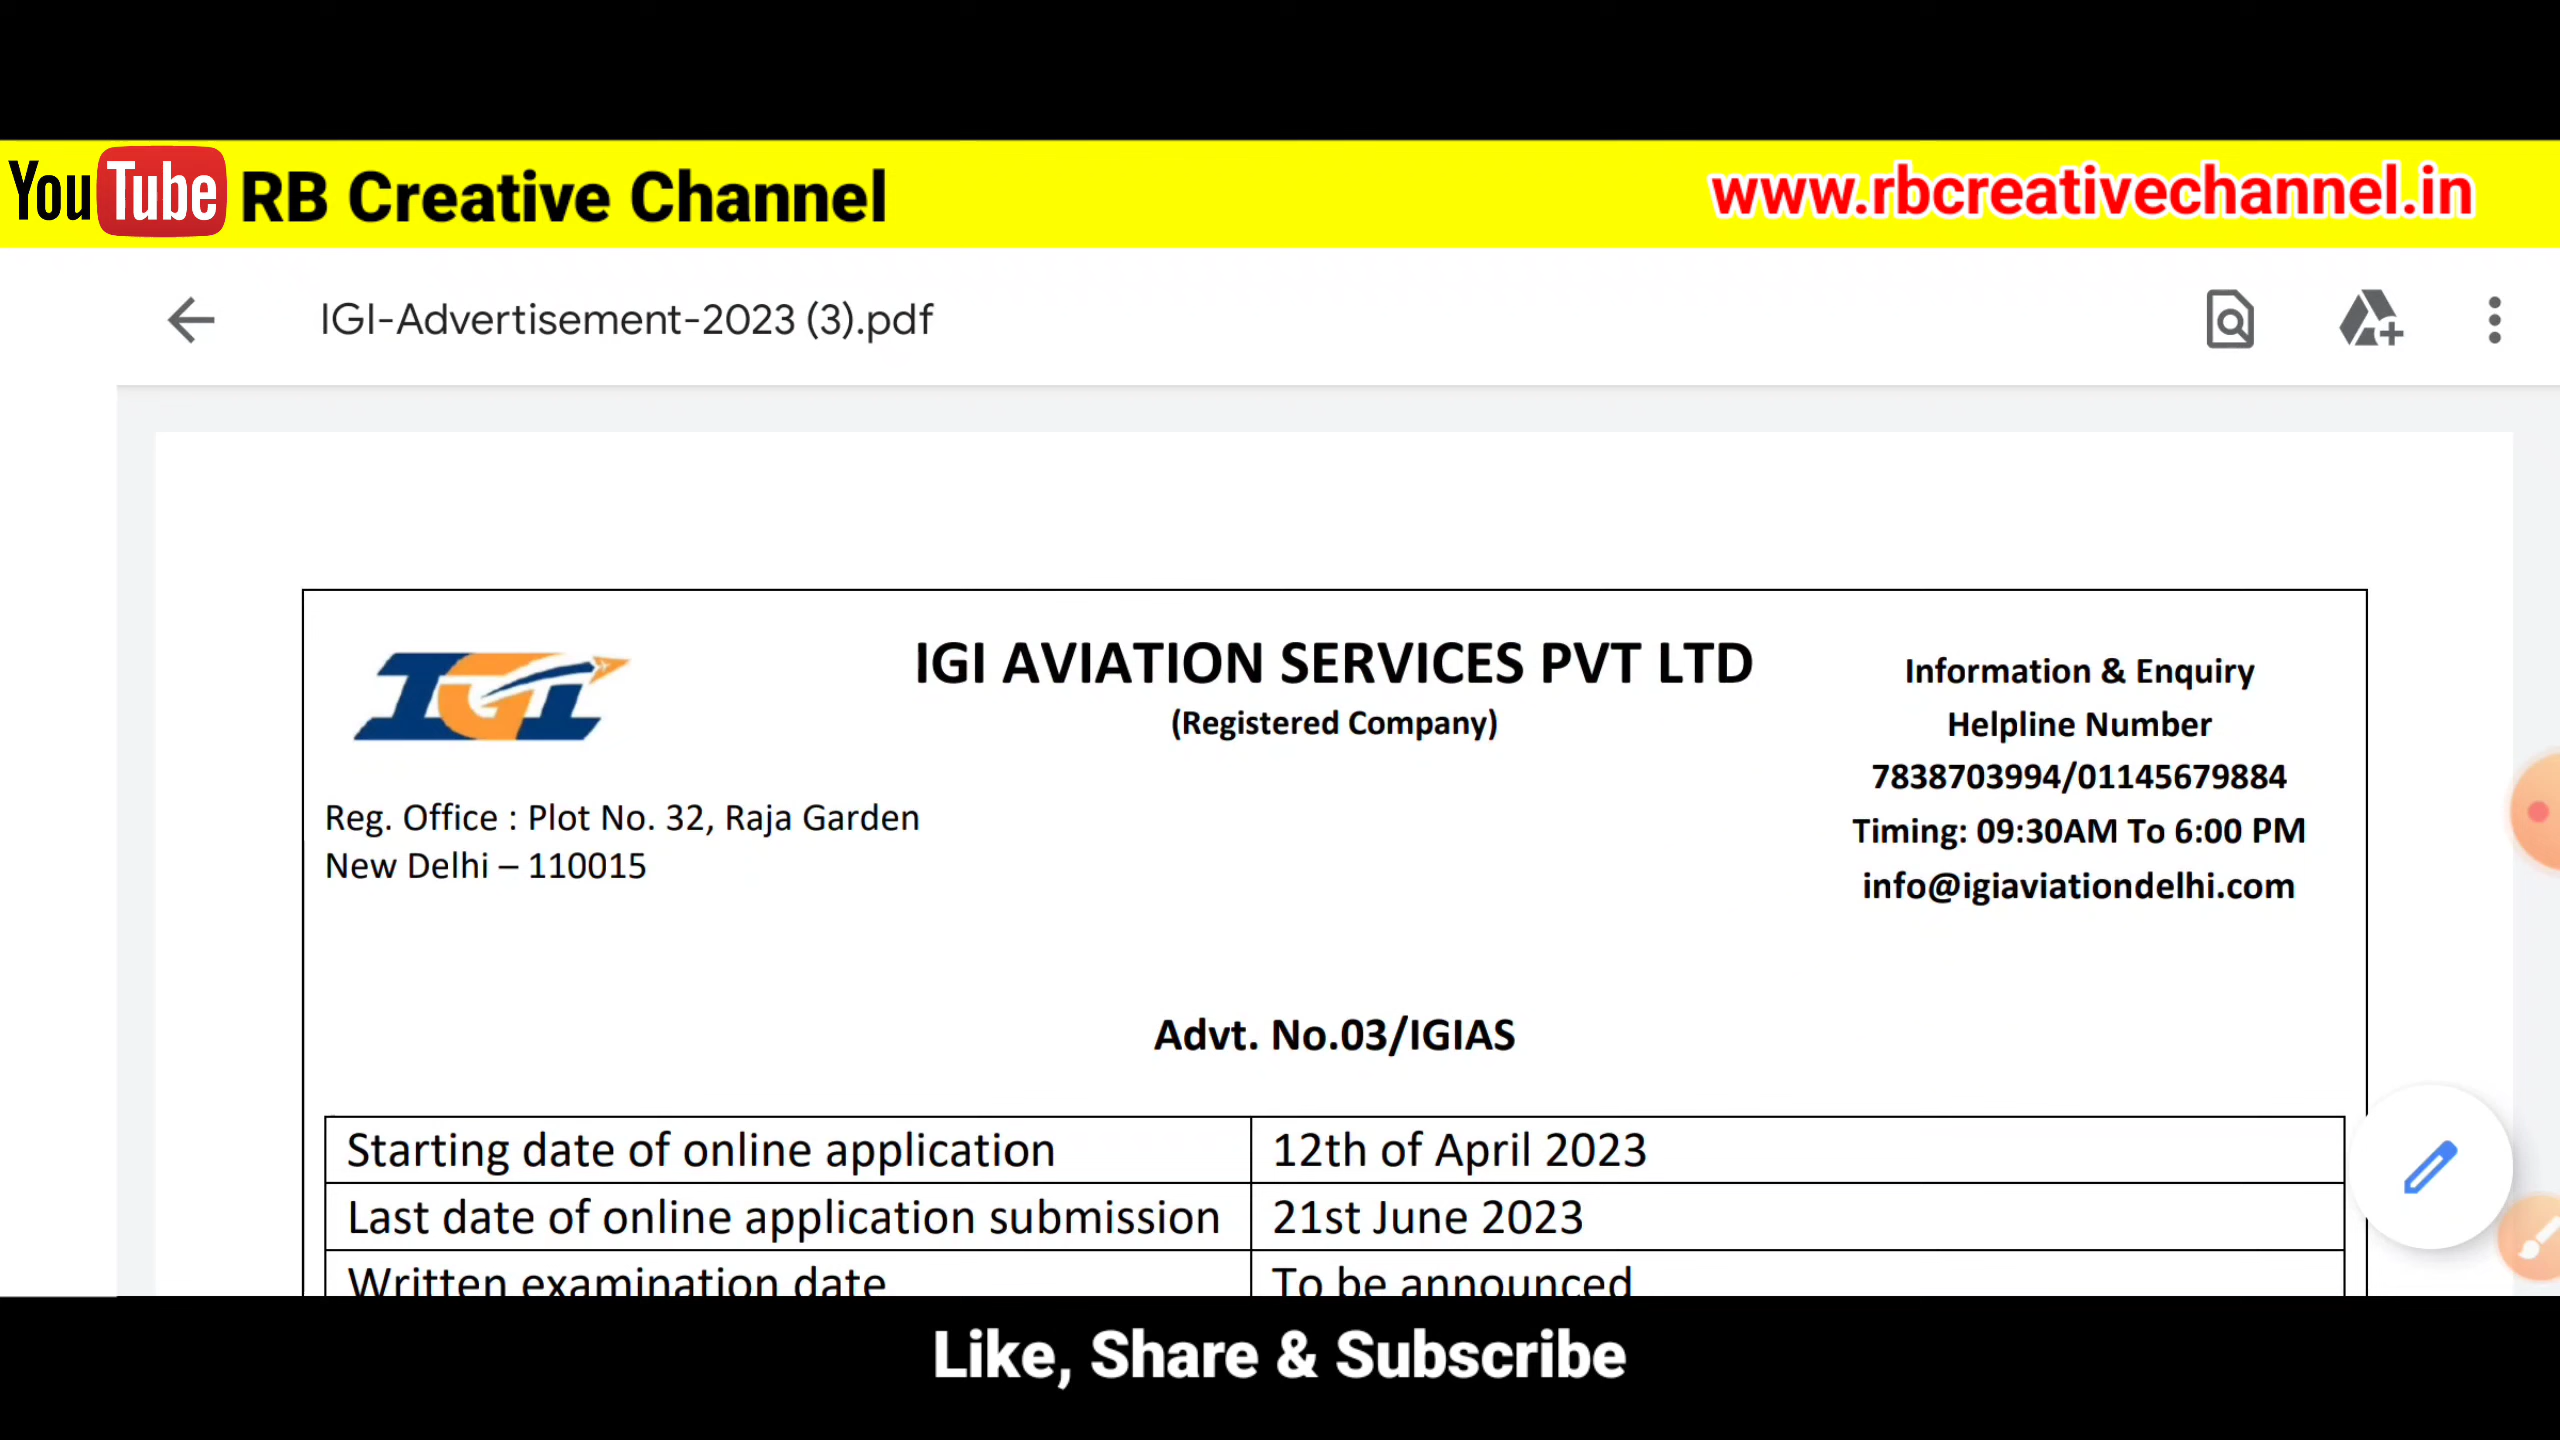 YouTube RB Creative Channel
www.rbcreativechannel.in
IGI-Advertisement-2023 (3).pdf
IGI
IGI AVIATION SERVICES PVT LTD
(Registered Company)
Information & Enquiry
Helpline Number
7838703994/01145679884
Timing: 09:30AM To 6:00 PM
info@igiaviationdelhi.com
Reg. Office : Plot No. 32, Raja Garden
New Delhi – 110015
Advt. No.03/IGIAS
Starting date of online application 12th of April 2023
Last date of online application submission 21st June 2023
Written examination date To be announced
Like, Share & Subscribe